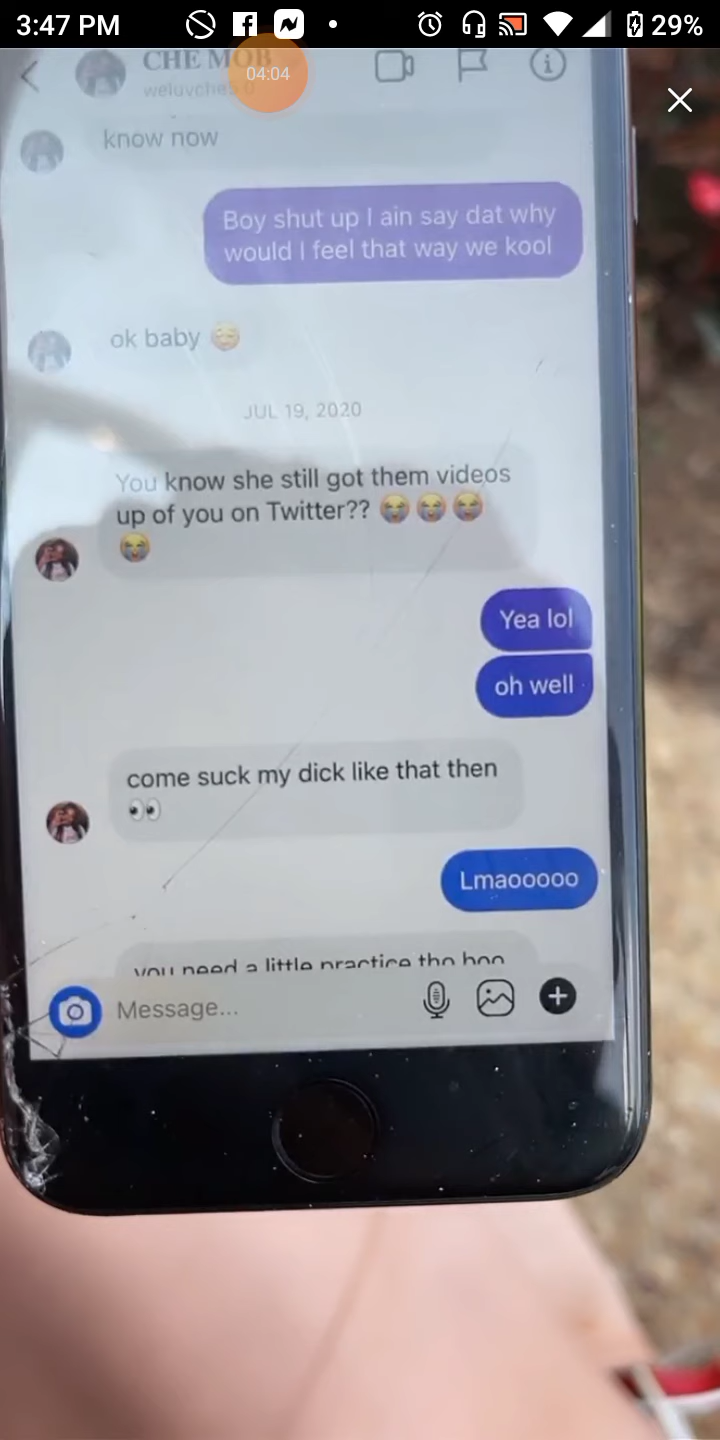 3:47 PM
29%
CHE MOB
04:04
know now
Boy shut up I ain say dat why
would I feel that way we kool
ok baby 😊
JUL 19, 2020
You know she still got them videos
up of you on Twitter?? 😭😭😭
😭
Yea lol
oh well
come suck my dick like that then
👀
Lmaooooo
you need a little practice tho boo
Message...